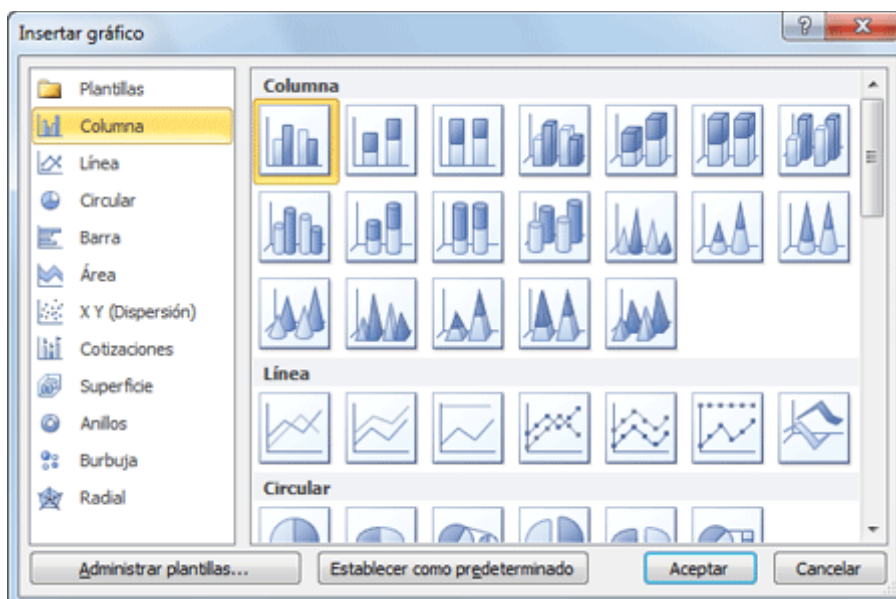 Insertar gráfico
Plantillas
Columna
Línea
Circular
Barra
Área
X Y (Dispersión)
Cotizaciones
Superficie
Anillos
Burbuja
Radial
Columna
Línea
Circular
Administrar plantillas...
Establecer como predeterminado
Aceptar
Cancelar